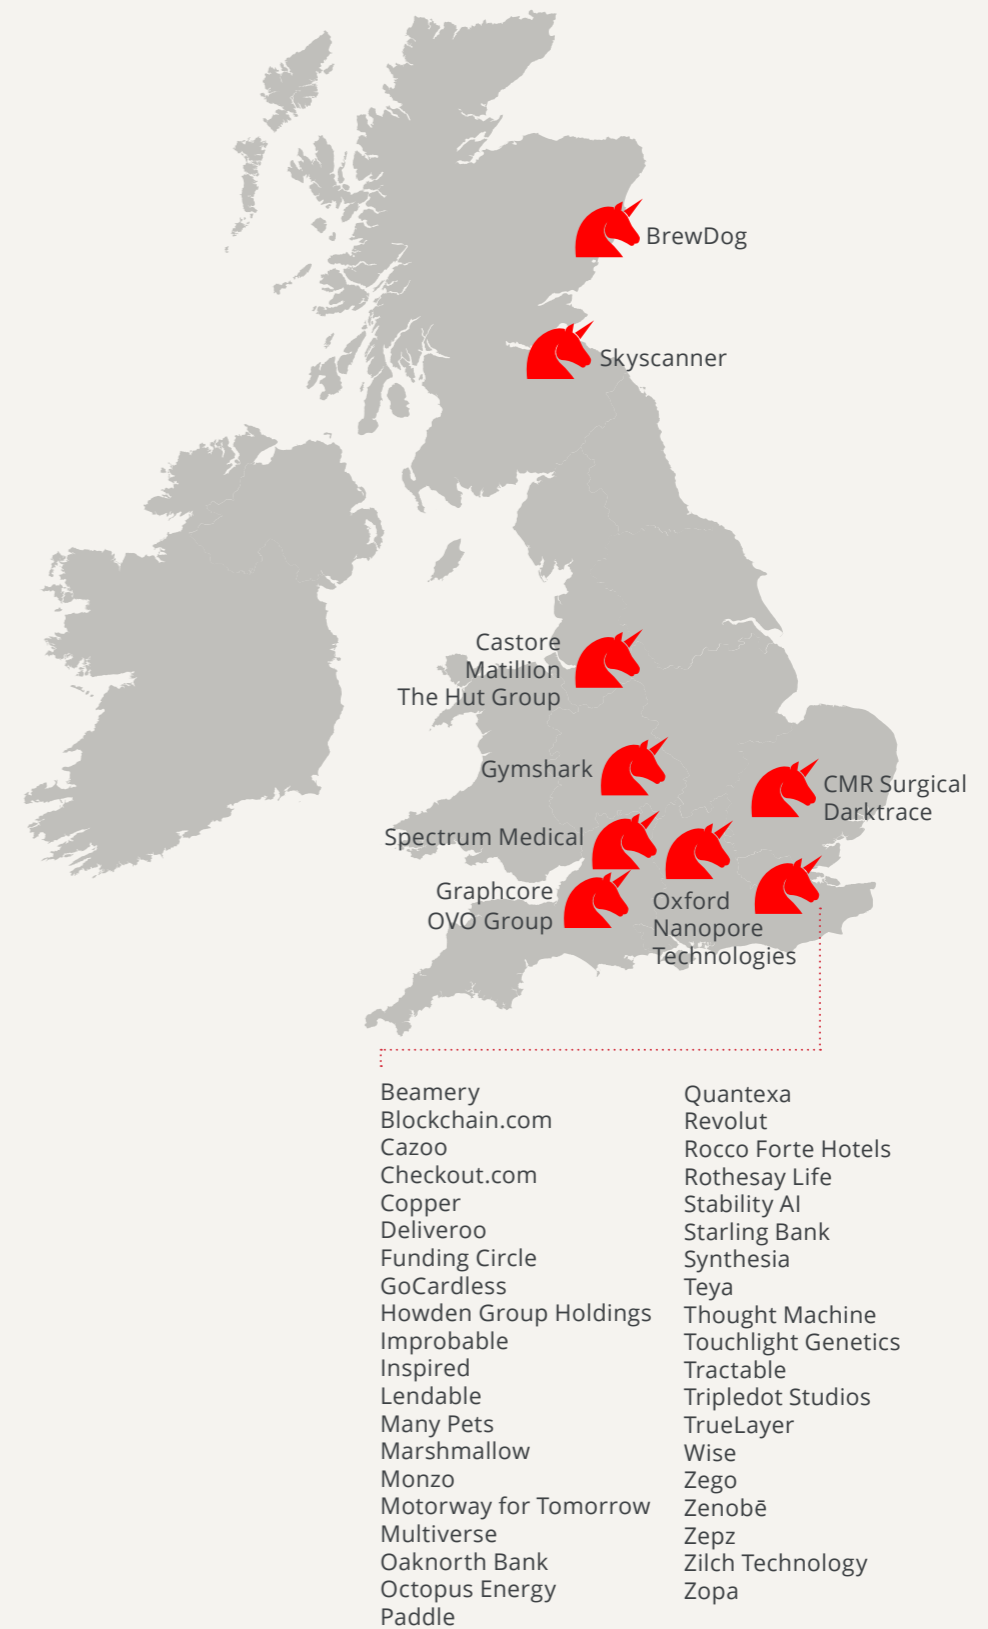 BrewDog
Skyscanner
Castore
Matillion
The Hut Group
Gymshark
CMR Surgical
Darktrace
Spectrum Medical
Graphcore
OVO Group
Oxford
Nanopore
Technologies
Beamery
Blockchain.com
Cazoo
Checkout.com
Copper
Deliveroo
Funding Circle
GoCardless
Howden Group Holdings
Improbable
Inspired
Lendable
Many Pets
Marshmallow
Monzo
Motorway for Tomorrow
Multiverse
Oaknorth Bank
Octopus Energy
Paddle
Quantexa
Revolut
Rocco Forte Hotels
Rothesay Life
Stability AI
Starling Bank
Synthesia
Teya
Thought Machine
Touchlight Genetics
Tractable
Tripledot Studios
TrueLayer
Wise
Zego
Zenobē
Zepz
Zilch Technology
Zopa